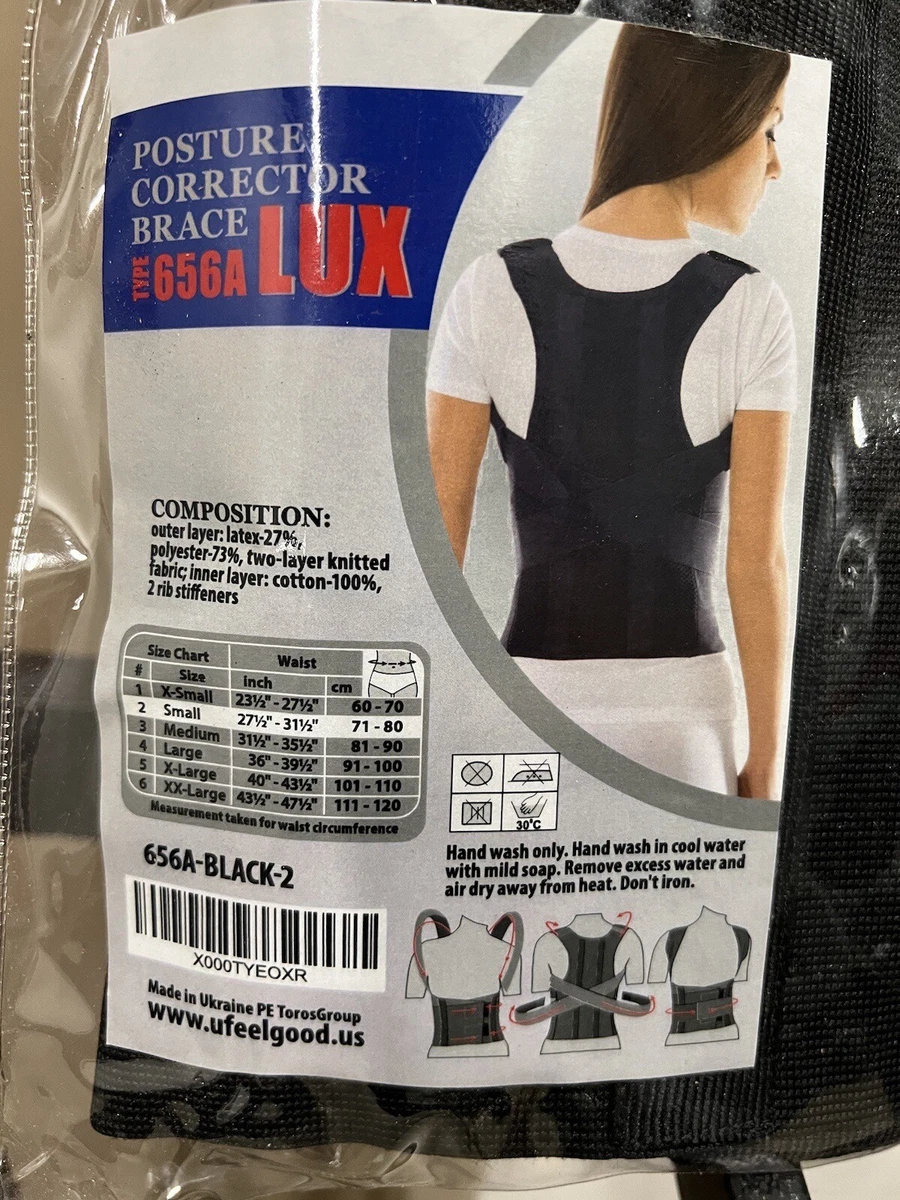 POSTURE
CORRECTOR
BRACE LUX
TYPE 656A
COMPOSITION:
outer layer: latex-27%,
polyester-73%, two-layer knitted
fabric; inner layer: cotton-100%,
2 rib stiffeners
Size Chart Waist
# Size inch cm
1 X-Small 23½" - 27½" 60 - 70
2 Small 27½" - 31½" 71 - 80
3 Medium 31½" - 35½" 81 - 90
4 Large 36" - 39½" 91 - 100
5 X-Large 40" - 43½" 101 - 110
6 XX-Large 43½" - 47½" 111 - 120
Measurement taken for waist circumference
30°C
Hand wash only. Hand wash in cool water
with mild soap. Remove excess water and
air dry away from heat. Don't iron.
656A-BLACK-2
X000TYEOXR
Made in Ukraine PE TorosGroup
www.ufeelgood.us